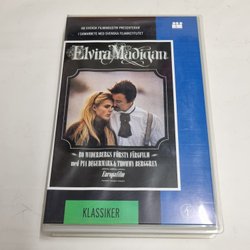 AB SVENSK FILMINDUSTRI PRESENTERAR
I SAMARBETE MED SVENSKA FILMINSTITUTET
Elvira Madigan
BO WIDERBERGS FÖRSTA FÄRGFILM
med PIA DEGERMARK & THOMMY BERGGREN
Europafilm
KLASSIKER